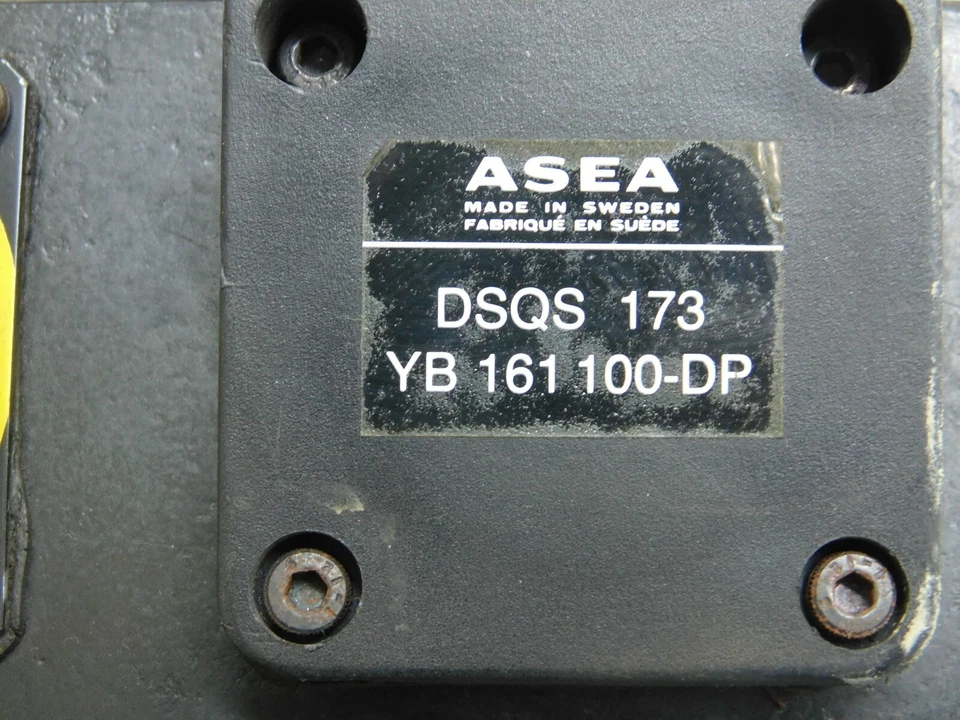 ASEA
MADE IN SWEDEN
FABRIQUÉ EN SUÈDE
DSQS 173
YB 161 100-DP